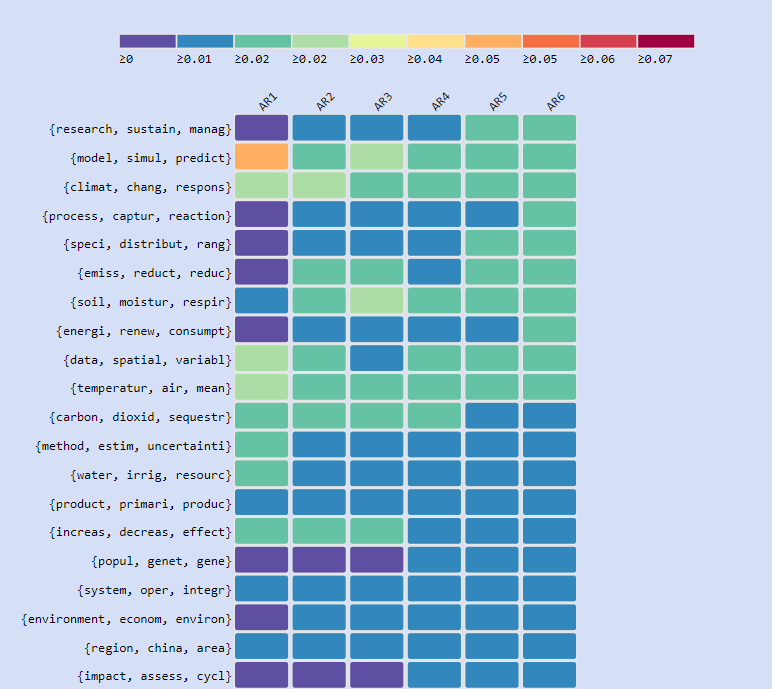 ≥0 ≥0.01 ≥0.02 ≥0.02 ≥0.03 ≥0.04 ≥0.05 ≥0.05 ≥0.06 ≥0.07
AR1 AR2 AR3 AR4 AR5 AR6
{research, sustain, manag}
{model, simul, predict}
{climat, chang, respons}
{process, captur, reaction}
{speci, distribut, rang}
{emiss, reduct, reduc}
{soil, moistur, respir}
{energi, renew, consumpt}
{data, spatial, variabl}
{temperatur, air, mean}
{carbon, dioxid, sequestr}
{method, estim, uncertainti}
{water, irrig, resourc}
{product, primari, produc}
{increas, decreas, effect}
{popul, genet, gene}
{system, oper, integr}
{environment, econom, environ}
{region, china, area}
{impact, assess, cycl}